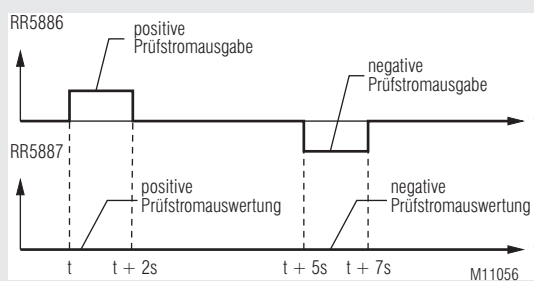 RR5886
positive
Prüfstromausgabe
negative
Prüfstromausgabe
RR5887
positive
Prüfstromauswertung
negative
Prüfstromauswertung
t
t + 2s
t + 5s
t + 7s
M11056